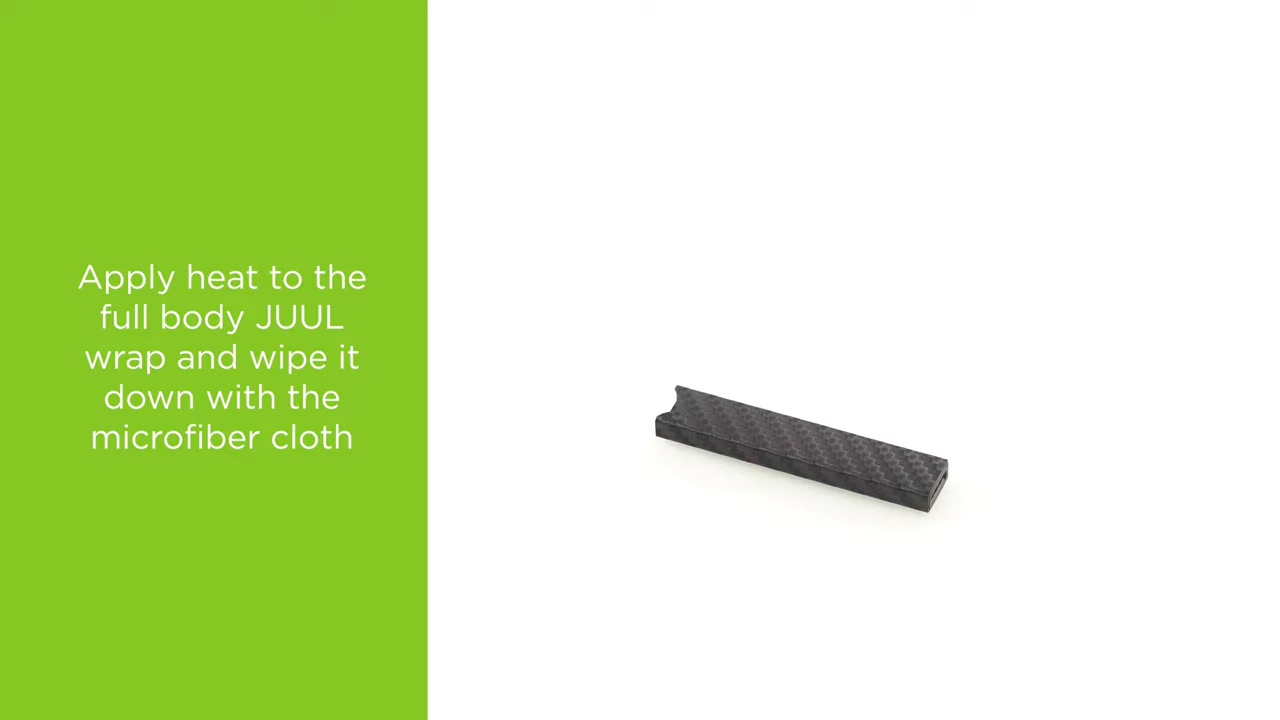 Apply heat to the
full body JUUL
wrap and wipe it
down with the
microfiber cloth